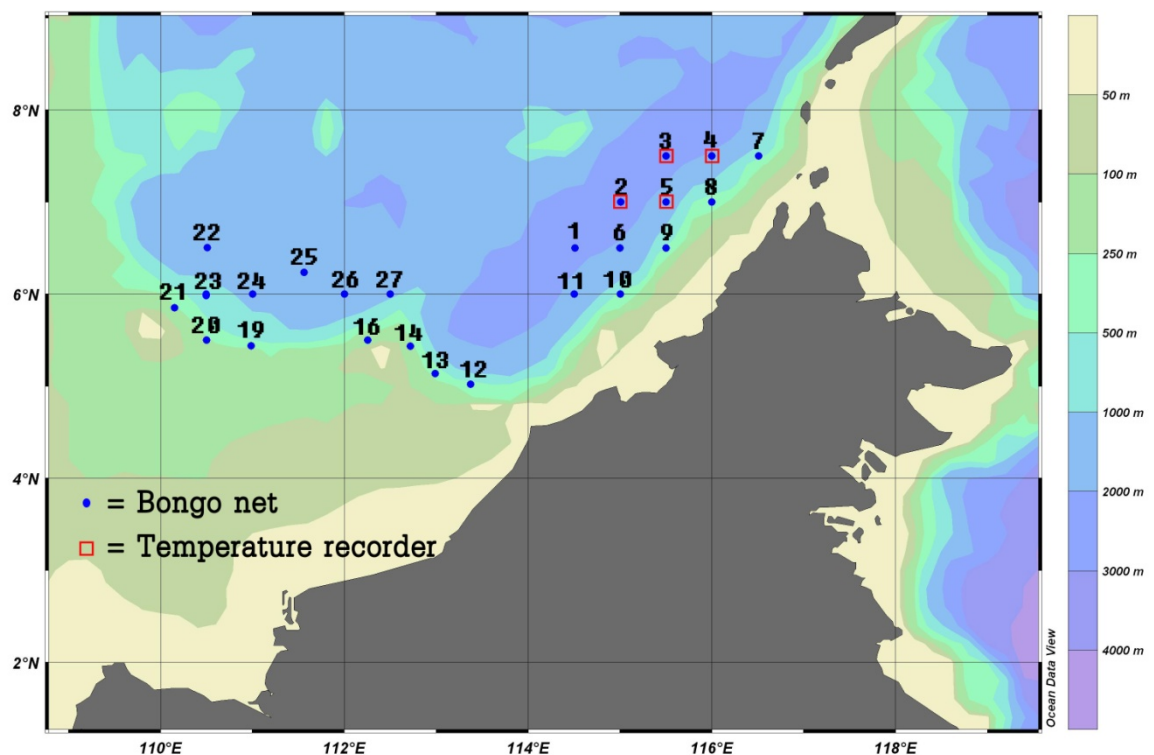 50 m
8°N
100 m
3 4 7
2 5 8
250 m
22 1 6 9
25
21 23 24 26 27 11 10
6°N
20 19 16 14
500 m
13 12
1000 m
4°N
2000 m
= Bongo net
= Temperature recorder
3000 m
2°N
4000 m
Ocean Data View
110°E 112°E 114°E 116°E 118°E